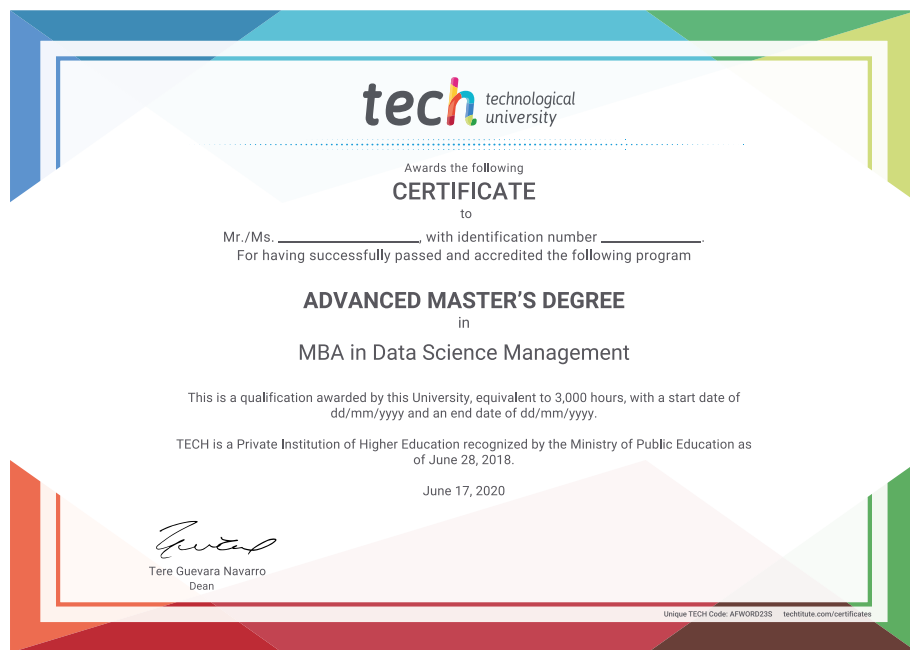 tech technological
university
Awards the following
CERTIFICATE
to
Mr./Ms. ____________________, with identification number ______________.
For having successfully passed and accredited the following program
ADVANCED MASTER’S DEGREE
in
MBA in Data Science Management
This is a qualification awarded by this University, equivalent to 3,000 hours, with a start date of
dd/mm/yyyy and an end date of dd/mm/yyyy.
TECH is a Private Institution of Higher Education recognized by the Ministry of Public Education as
of June 28, 2018.
June 17, 2020
Tere Guevara Navarro
Dean
Unique TECH Code: AFWORD23S techtitute.com/certificates